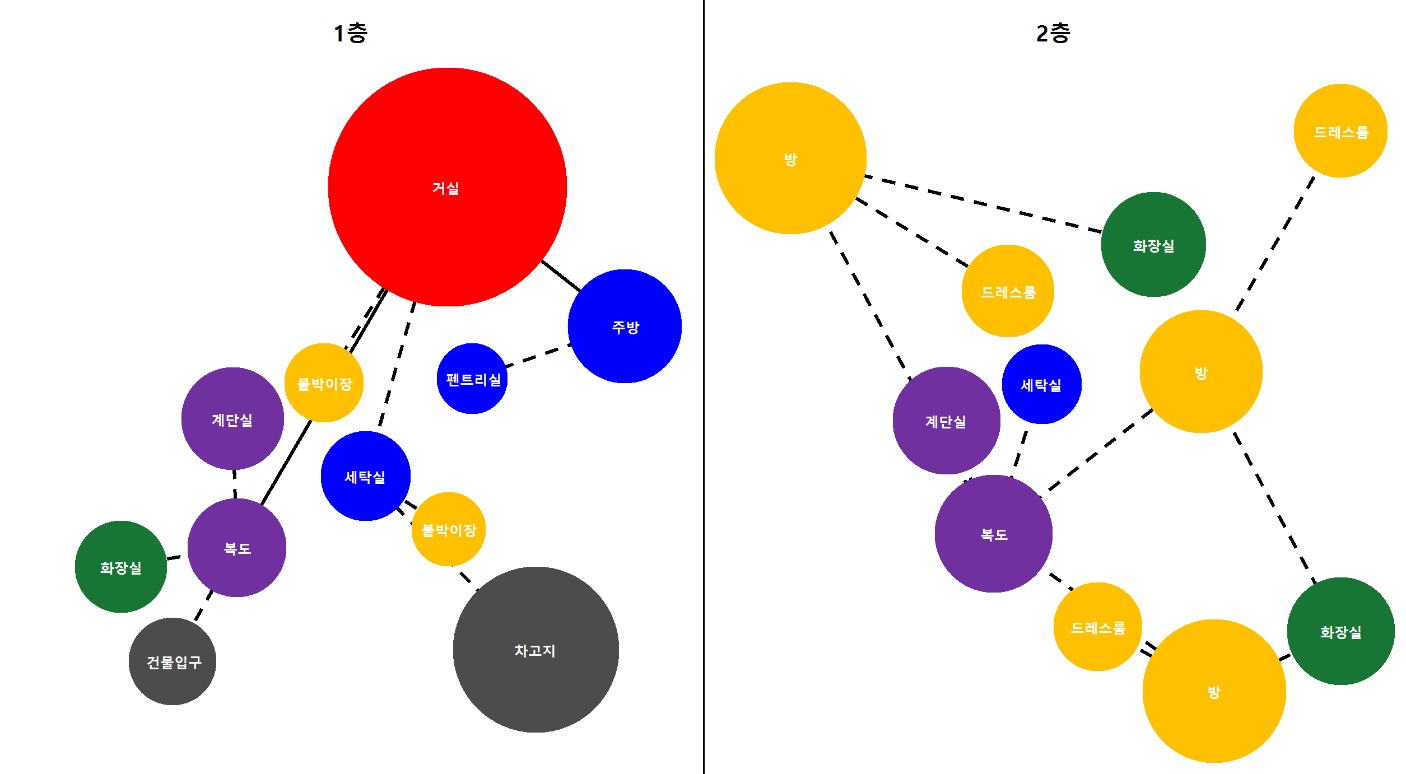 1층
거실
주방
붙박이장
펜트리실
계단실
세탁실
붙박이장
복도
화장실
건물입구
차고지
2층
드레스룸
방
화장실
드레스룸
방
세탁실
계단실
복도
드레스룸
화장실
방